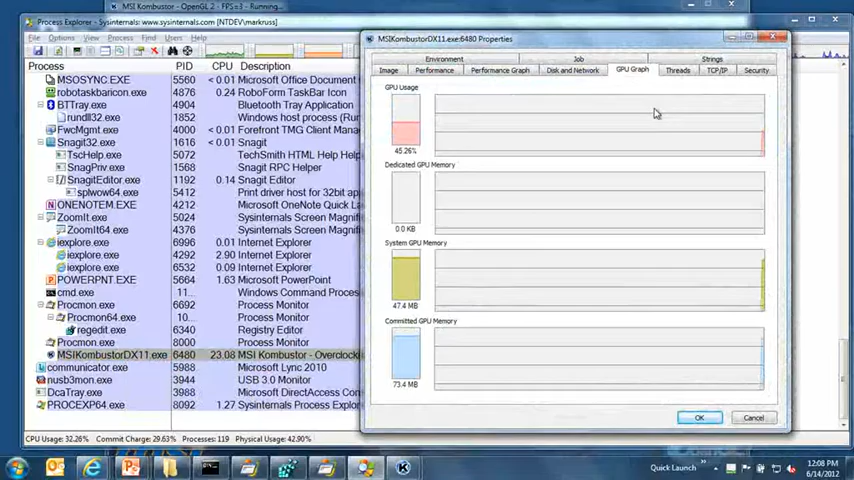 MSI Kombustor - OpenGL 2 - FPS:3 - Running...
Process Explorer - Sysinternals: www.sysinternals.com [NTDEV\markruss]
File Options View Process Find Users Help
Process PID CPU Description
MSOSYNC.EXE 5560 < 0.01 Microsoft Office Document
robotaskbaricon.exe 4876 0.24 RoboForm TaskBar Icon
BTTray.exe 4904 < 0.01 Bluetooth Tray Application
rundll32.exe 1852 Windows host process (
FwcMgmt.exe 4960 < 0.01 Forefront TMG Client Man
Snagit32.exe 1616 < 0.01 Snagit
TscHelp.exe 5072 TechSmith HTML Help Help
SnagPriv.exe 5160 Snagit RPC Helper
SnagitEditor.exe 1192 0.14 Snagit Editor
splwow64.exe 5412 Print driver host for 32bit ap
ONENOTEM.EXE 5432 Microsoft OneNote Quick
ZoomIt.exe 5024 Sysinternals Screen Magnifi
ZoomIt64.exe 6076 Sysinternals Screen Magnifi
iexplore.exe 6996 0.01 Internet Explorer
iexplore.exe 4192 2.90 Internet Explorer
iexplore.exe 6532 0.09 Internet Explorer
POWERPNT.EXE 5664 1.63 Microsoft PowerPoint
cmd.exe 11... Windows Command Proces
Procmon.exe 6692 Process Monitor
Procmon64.exe 10... Process Monitor
regedit.exe 6340 Registry Editor
Procmon.exe 8000 Process Monitor
MSIKombustorDX11.exe 6480 23.08 MSI Kombustor - Overclock
communicator.exe 5988 Microsoft Lync 2010
nusb3mon.exe 4944 USB 3.0 Monitor
DcaTray.exe 3988 Microsoft DirectAccess Con
PROCEXP64.exe 8092 1.27 Sysinternals Process Explor
CPU Usage: 32.26% Commit Charge: 29.63% Processes: 119 Physical Usage: 42.90%
MSIKombustorDX11.exe:6480 Properties
Environment Job Strings
Image Performance Performance Graph Disk and Network GPU Graph Threads TCP/IP Security
GPU Usage
45.26%
Dedicated GPU Memory
0.0 KB
System GPU Memory
47.4 MB
Committed GPU Memory
73.4 MB
OK Cancel
Quick Launch
»
12:08 PM
6/14/2012